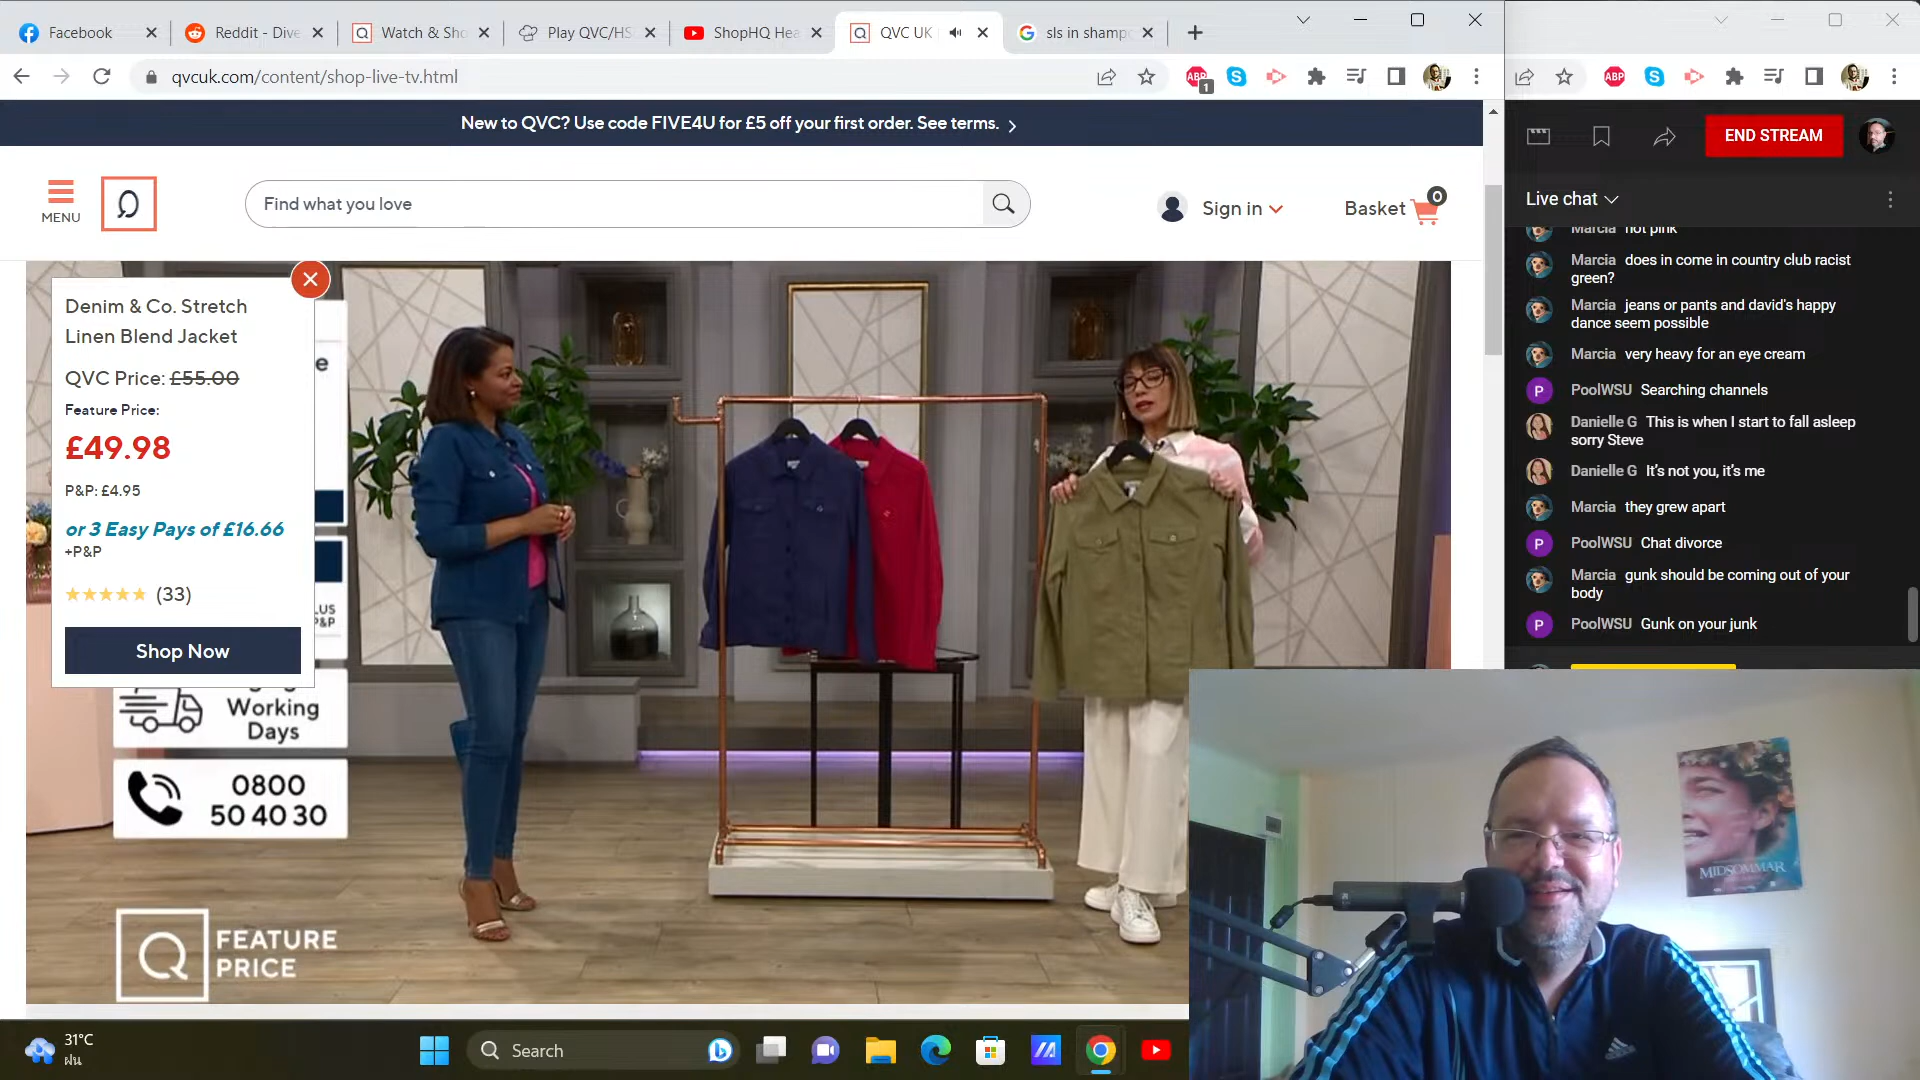 Facebook
Reddit - Dive
Watch & Sho
Play QVC/HS
ShopHQ Hea
QVC UK
sls in shamp
qvcuk.com/content/shop-live-tv.html
ABP
1
ABP
New to QVC? Use code FIVE4U for £5 off your first order. See terms.
END STREAM
MENU
Find what you love
Sign in
Basket
0
Live chat
Denim & Co. Stretch
Linen Blend Jacket
QVC Price: £55.00
Feature Price:
£49.98
P&P: £4.95
or 3 Easy Pays of £16.66
+P&P
(33)
Shop Now
e
P&P
Working
Days
0800
50 40 30
FEATURE
PRICE
Marcia not pink
Marcia does in come in country club racist
green?
Marcia jeans or pants and david's happy
dance seem possible
Marcia very heavy for an eye cream
P
PoolWSU Searching channels
Danielle G This is when I start to fall asleep
sorry Steve
Danielle G It's not you, it's me
Marcia they grew apart
P
PoolWSU Chat divorce
Marcia gunk should be coming out of your
body
P
PoolWSU Gunk on your junk
MIDSOMMAR
31°C
ฝน
Search